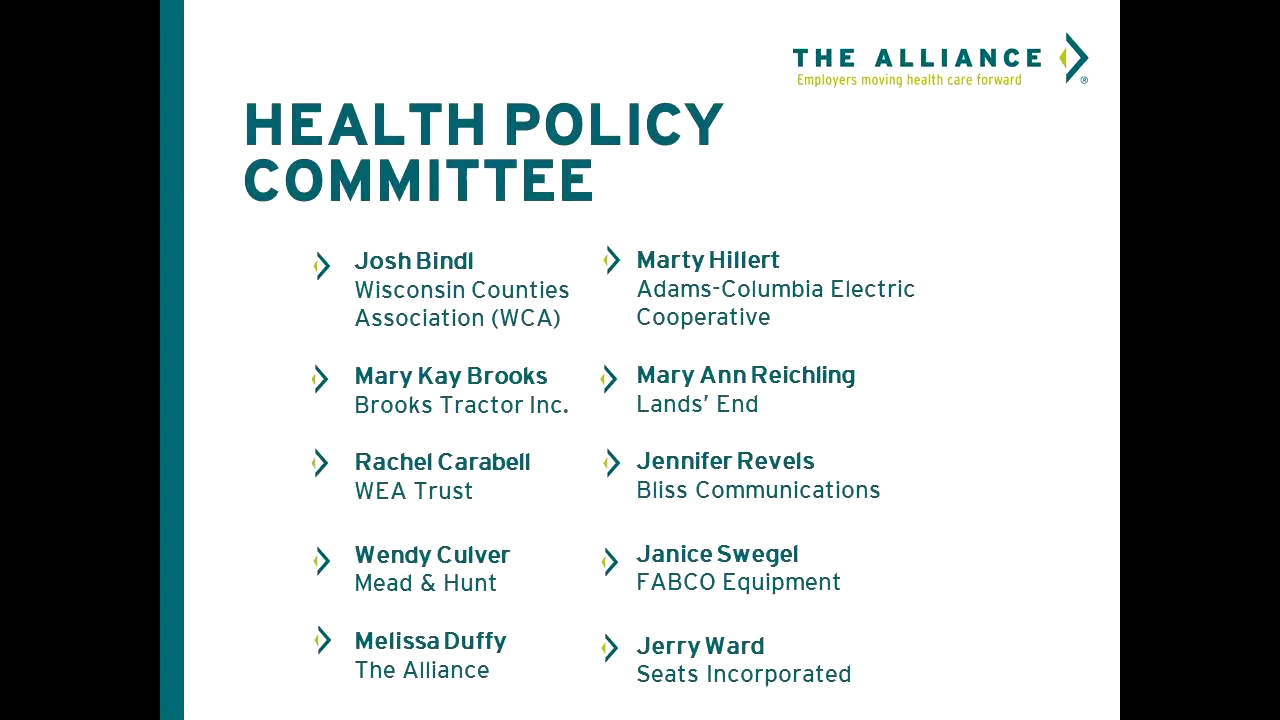 THE ALLIANCE
Employers moving health care forward
®
HEALTH POLICY
COMMITTEE
Josh Bindl
Wisconsin Counties
Association (WCA)
Mary Kay Brooks
Brooks Tractor Inc.
Rachel Carabell
WEA Trust
Wendy Culver
Mead & Hunt
Melissa Duffy
The Alliance
Marty Hillert
Adams-Columbia Electric
Cooperative
Mary Ann Reichling
Lands’ End
Jennifer Revels
Bliss Communications
Janice Swegel
FABCO Equipment
Jerry Ward
Seats Incorporated